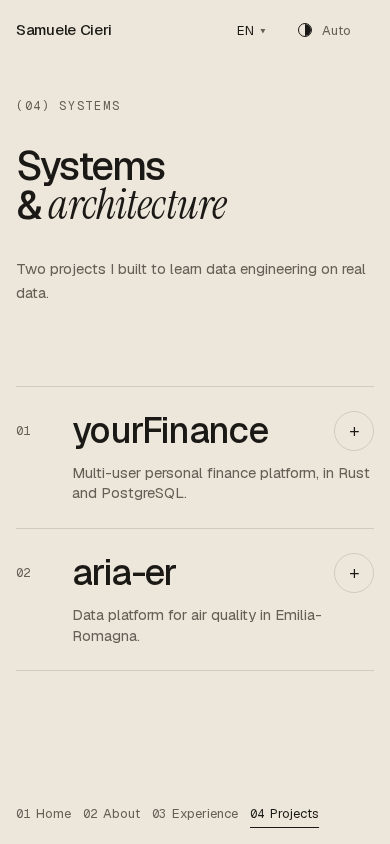 Samuele Cieri
EN ▾
Auto
(04) SYSTEMS
Systems
& architecture
Two projects I built to learn data engineering on real
data.
01
yourFinance
+
Multi-user personal finance platform, in Rust
and PostgreSQL.
02
aria-er
+
Data platform for air quality in Emilia-
Romagna.
01 Home 02 About 03 Experience 04 Projects